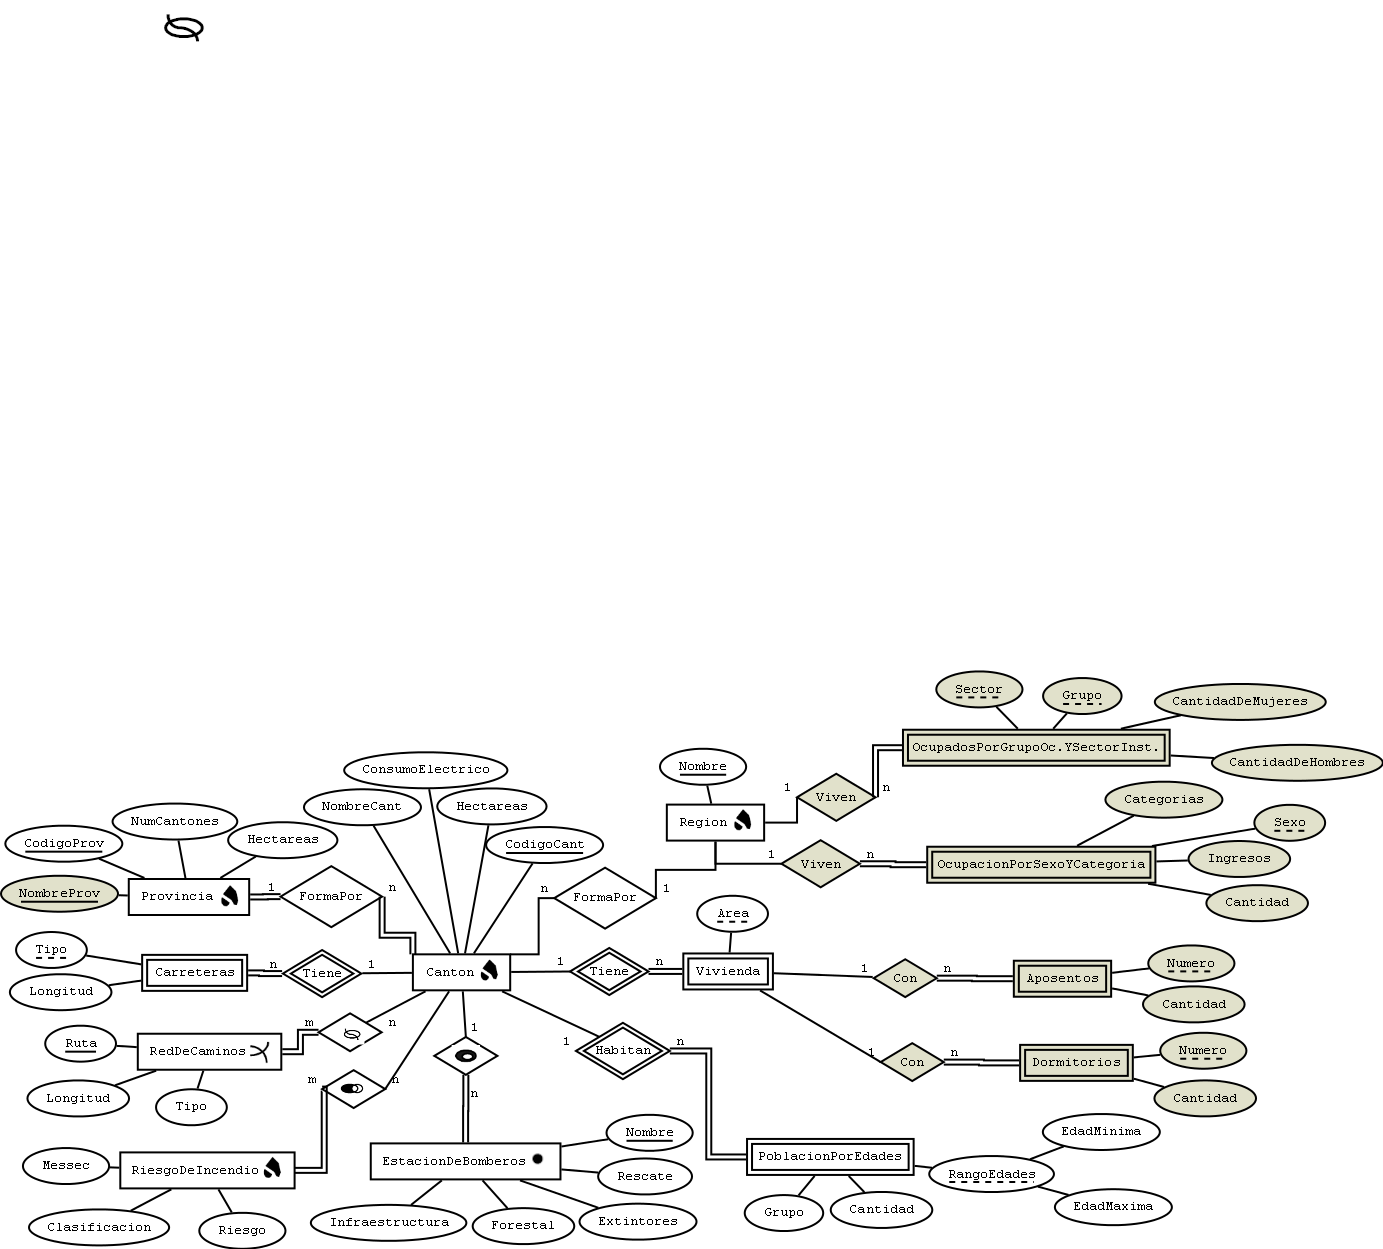 Sector
Grupo
CantidadDeMujeres
OcupadosPorGrupoOc.YSectorInst.
CantidadDeHombres
ConsumoElectrico
Nombre
NombreCant
Hectareas
1
Viven
n
Categorias
NumCantones
CodigoProv
Hectareas
CodigoCant
Region
Sexo
1
Viven
n
OcupacionPorSexoYCategoria
Ingresos
NombreProv
Provincia
1
FormaPor
n
n
FormaPor
1
Cantidad
Area
Tipo
Carreteras
n
Tiene
1
Canton
1
Tiene
n
Vivienda
1
Con
n
Aposentos
Numero
Longitud
Cantidad
m
n
1
Ruta
RedDeCaminos
1
Habitan
n
1
Con
n
Dormitorios
Numero
m
n
n
Longitud
Tipo
Cantidad
Nombre
EdadMinima
Messec
RiesgoDeIncendio
EstacionDeBomberos
PoblacionPorEdades
Rescate
RangoEdades
Clasificacion
Riesgo
Infraestructura
Forestal
Extintores
Grupo
Cantidad
EdadMaxima